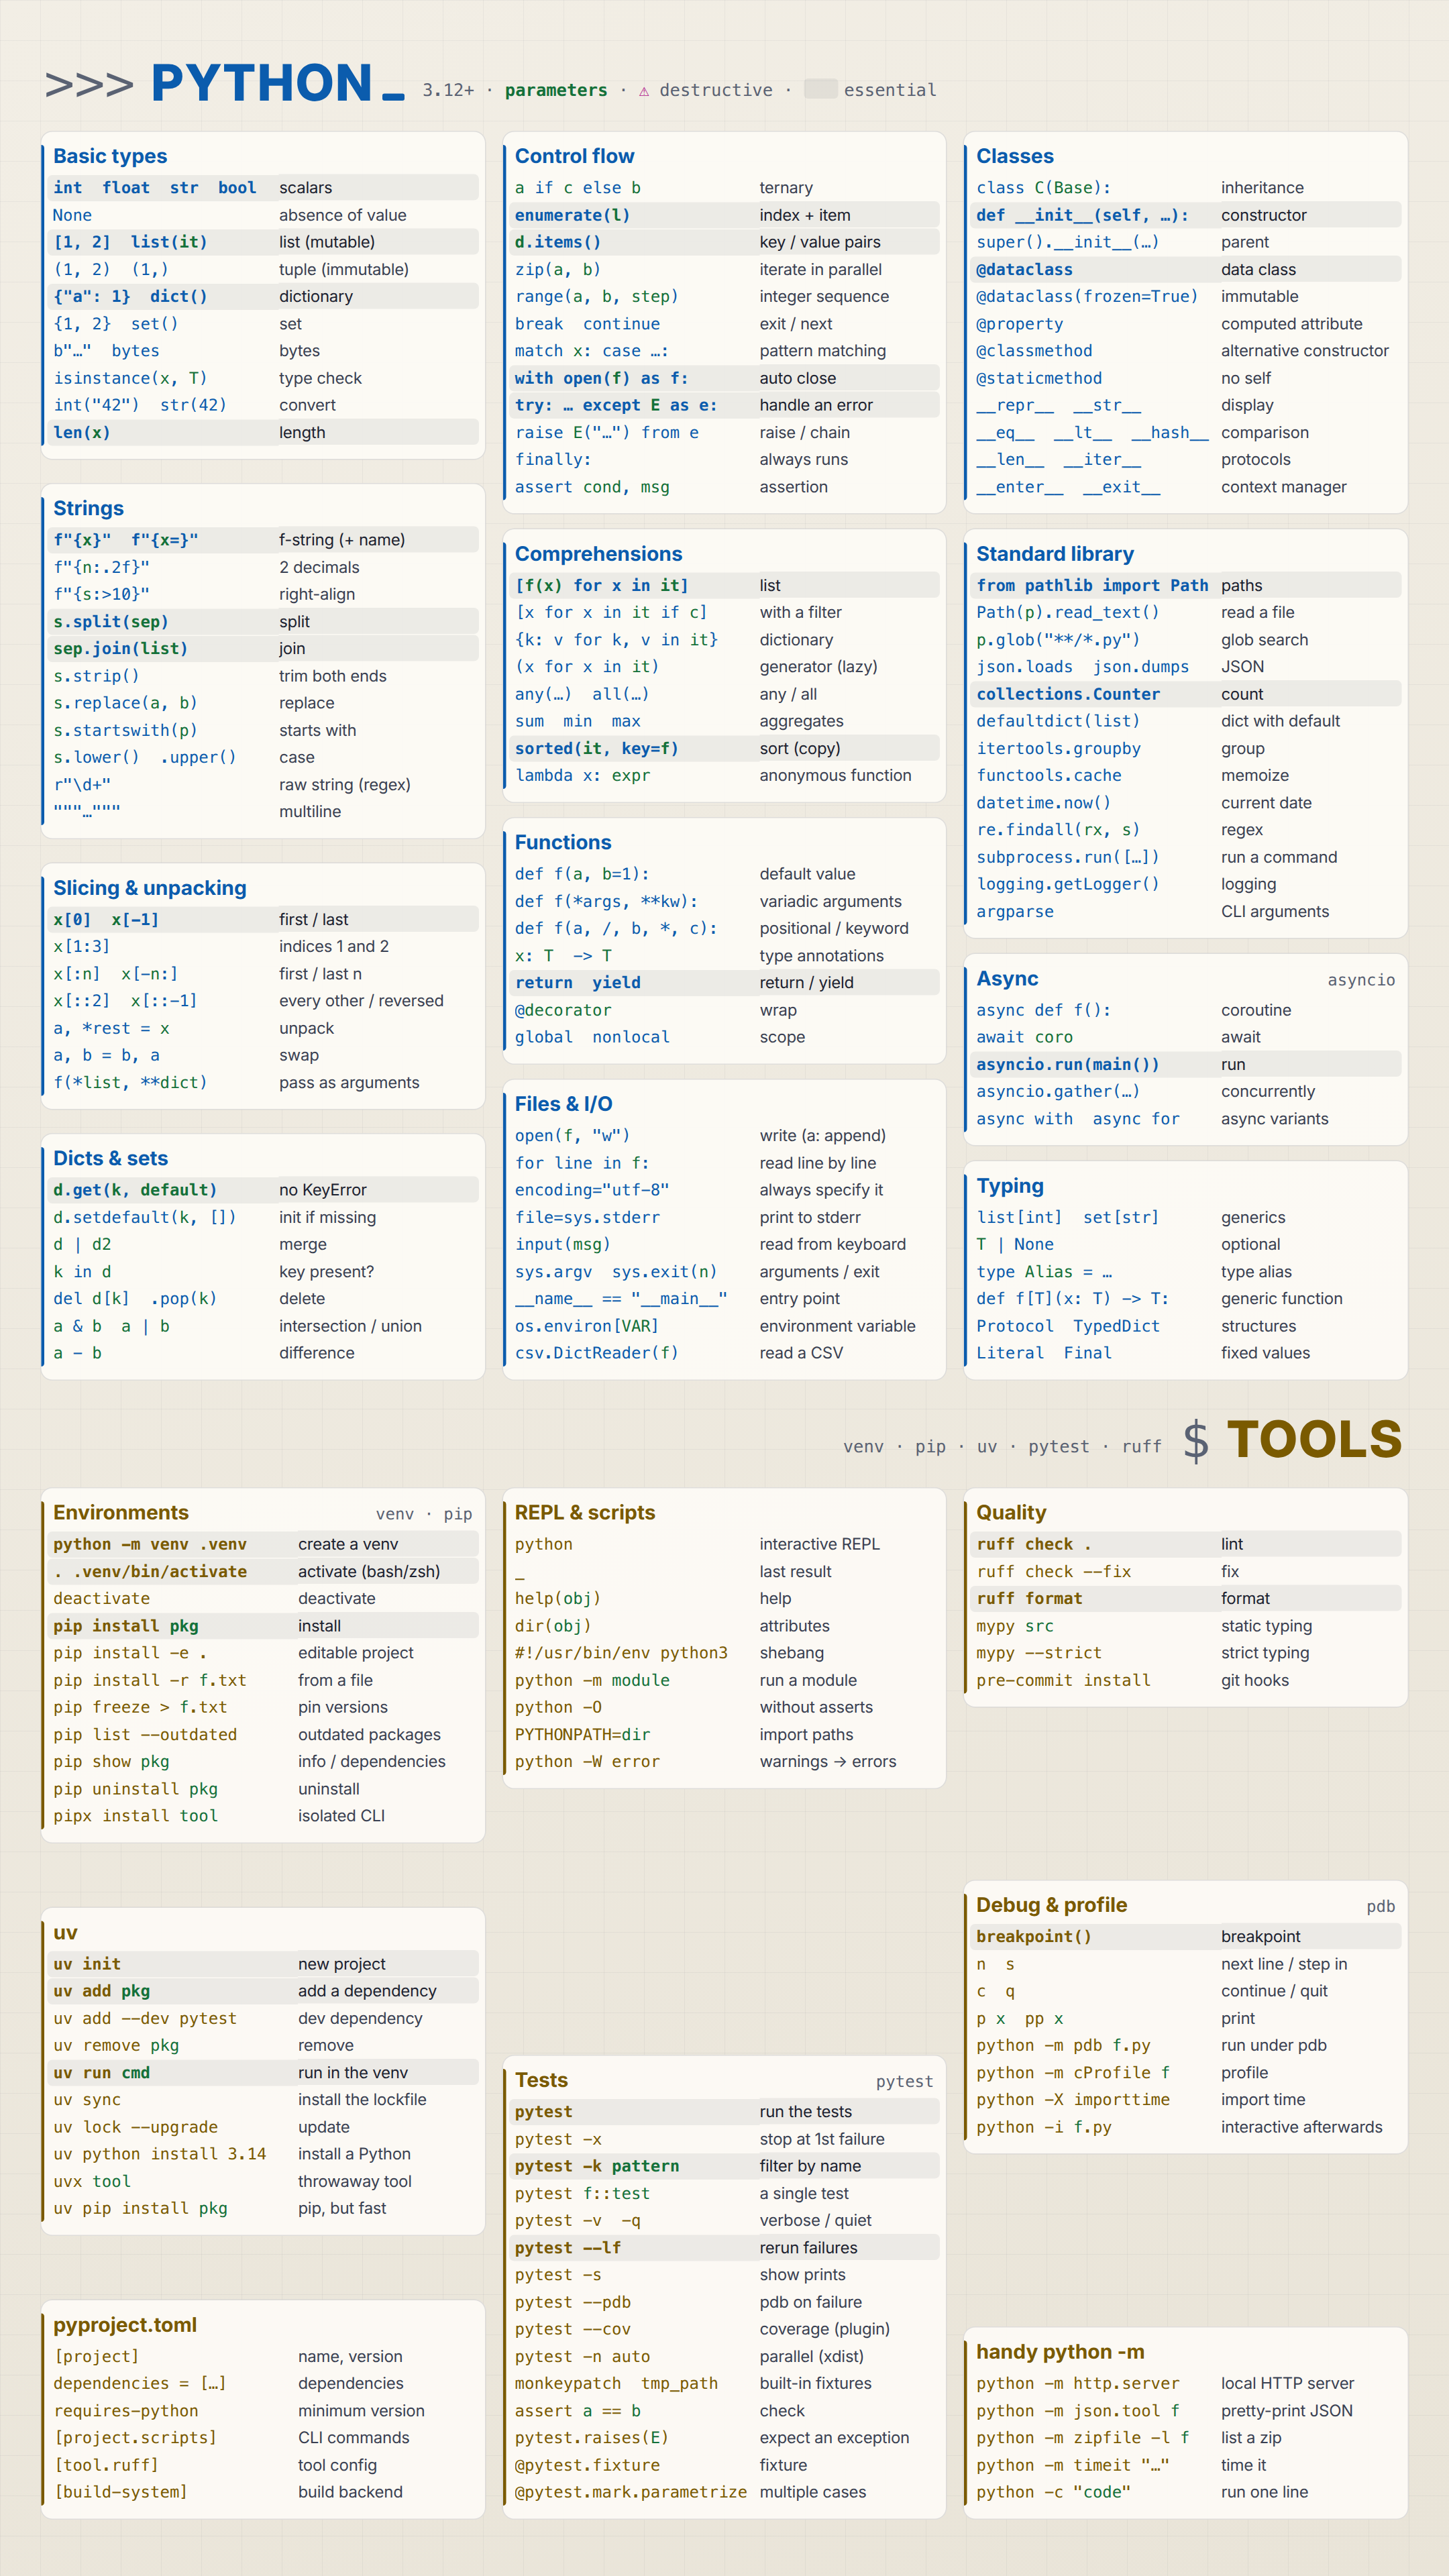 >>> PYTHON_ 3.12+ · parameters · ⚠ destructive · essential
Basic types
int float str bool scalars
None absence of value
[1, 2] list(it) list (mutable)
(1, 2) (1,) tuple (immutable)
{"a": 1} dict() dictionary
{1, 2} set() set
b"…" bytes bytes
isinstance(x, T) type check
int("42") str(42) convert
len(x) length
Strings
f"{x}" f"{x=}" f-string (+ name)
f"{n:.2f}" 2 decimals
f"{s:>10}" right-align
s.split(sep) split
sep.join(list) join
s.strip() trim both ends
s.replace(a, b) replace
s.startswith(p) starts with
s.lower() .upper() case
r"\d+" raw string (regex)
"""…""" multiline
Slicing & unpacking
x[0] x[-1] first / last
x[1:3] indices 1 and 2
x[:n] x[-n:] first / last n
x[::2] x[::-1] every other / reversed
a, *rest = x unpack
a, b = b, a swap
f(*list, **dict) pass as arguments
Dicts & sets
d.get(k, default) no KeyError
d.setdefault(k, []) init if missing
d | d2 merge
k in d key present?
del d[k] .pop(k) delete
a & b a | b intersection / union
a - b difference
Control flow
a if c else b ternary
enumerate(l) index + item
d.items() key / value pairs
zip(a, b) iterate in parallel
range(a, b, step) integer sequence
break continue exit / next
match x: case …: pattern matching
with open(f) as f: auto close
try: … except E as e: handle an error
raise E("…") from e raise / chain
finally: always runs
assert cond, msg assertion
Comprehensions
[f(x) for x in it] list
[x for x in it if c] with a filter
{k: v for k, v in it} dictionary
(x for x in it) generator (lazy)
any(…) all(…) any / all
sum min max aggregates
sorted(it, key=f) sort (copy)
lambda x: expr anonymous function
Functions
def f(a, b=1): default value
def f(*args, **kw): variadic arguments
def f(a, /, b, *, c): positional / keyword
x: T -> T type annotations
return yield return / yield
@decorator wrap
global nonlocal scope
Files & I/O
open(f, "w") write (a: append)
for line in f: read line by line
encoding="utf-8" always specify it
file=sys.stderr print to stderr
input(msg) read from keyboard
sys.argv sys.exit(n) arguments / exit
__name__ == "__main__" entry point
os.environ[VAR] environment variable
csv.DictReader(f) read a CSV
Classes
class C(Base): inheritance
def __init__(self, …): constructor
super().__init__(…) parent
@dataclass data class
@dataclass(frozen=True) immutable
@property computed attribute
@classmethod alternative constructor
@staticmethod no self
__repr__ __str__ display
__eq__ __lt__ __hash__ comparison
__len__ __iter__ protocols
__enter__ __exit__ context manager
Standard library
from pathlib import Path paths
Path(p).read_text() read a file
p.glob("**/*.py") glob search
json.loads json.dumps JSON
collections.Counter count
defaultdict(list) dict with default
itertools.groupby group
functools.cache memoize
datetime.now() current date
re.findall(rx, s) regex
subprocess.run([…]) run a command
logging.getLogger() logging
argparse CLI arguments
Async asyncio
async def f(): coroutine
await coro await
asyncio.run(main()) run
asyncio.gather(…) concurrently
async with async for async variants
Typing
list[int] set[str] generics
T | None optional
type Alias = … type alias
def f[T](x: T) -> T: generic function
Protocol TypedDict structures
Literal Final fixed values
venv · pip · uv · pytest · ruff $ TOOLS
Environments venv · pip
python -m venv .venv create a venv
. .venv/bin/activate activate (bash/zsh)
deactivate deactivate
pip install pkg install
pip install -e . editable project
pip install -r f.txt from a file
pip freeze > f.txt pin versions
pip list --outdated outdated packages
pip show pkg info / dependencies
pip uninstall pkg uninstall
pipx install tool isolated CLI
uv
uv init new project
uv add pkg add a dependency
uv add --dev pytest dev dependency
uv remove pkg remove
uv run cmd run in the venv
uv sync install the lockfile
uv lock --upgrade update
uv python install 3.14 install a Python
uvx tool throwaway tool
uv pip install pkg pip, but fast
pyproject.toml
[project] name, version
dependencies = […] dependencies
requires-python minimum version
[project.scripts] CLI commands
[tool.ruff] tool config
[build-system] build backend
REPL & scripts
python interactive REPL
_ last result
help(obj) help
dir(obj) attributes
#!/usr/bin/env python3 shebang
python -m module run a module
python -O without asserts
PYTHONPATH=dir import paths
python -W error warnings → errors
Tests pytest
pytest run the tests
pytest -x stop at 1st failure
pytest -k pattern filter by name
pytest f::test a single test
pytest -v -q verbose / quiet
pytest --lf rerun failures
pytest -s show prints
pytest --pdb pdb on failure
pytest --cov coverage (plugin)
pytest -n auto parallel (xdist)
monkeypatch tmp_path built-in fixtures
assert a == b check
pytest.raises(E) expect an exception
@pytest.fixture fixture
@pytest.mark.parametrize multiple cases
Quality
ruff check . lint
ruff check --fix fix
ruff format format
mypy src static typing
mypy --strict strict typing
pre-commit install git hooks
Debug & profile pdb
breakpoint() breakpoint
n s next line / step in
c q continue / quit
p x pp x print
python -m pdb f.py run under pdb
python -m cProfile f profile
python -X importtime import time
python -i f.py interactive afterwards
handy python -m
python -m http.server local HTTP server
python -m json.tool f pretty-print JSON
python -m zipfile -l f list a zip
python -m timeit "…" time it
python -c "code" run one line